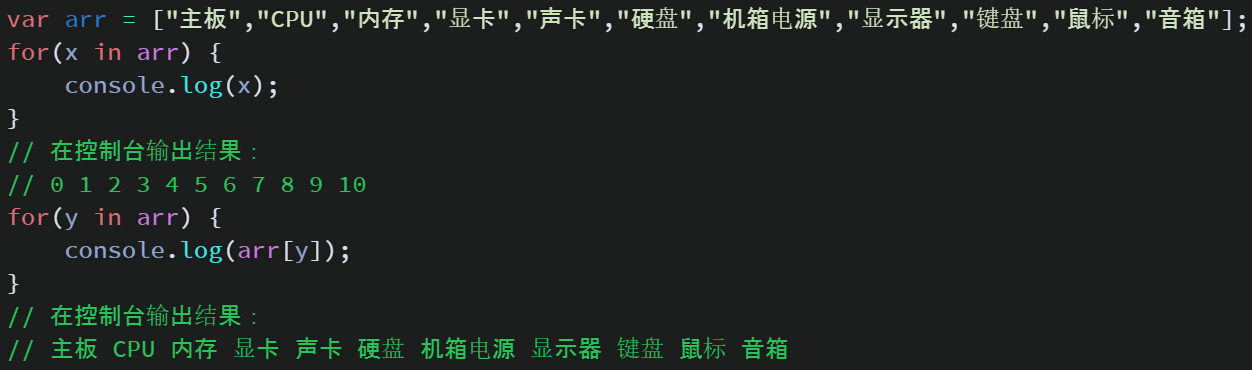 var arr = ["主板","CPU","内存","显卡","声卡","硬盘","机箱电源","显示器","键盘","鼠标","音箱"];
for(x in arr) {
    console.log(x);
}
// 在控制台输出结果：
// 0 1 2 3 4 5 6 7 8 9 10
for(y in arr) {
    console.log(arr[y]);
}
// 在控制台输出结果：
// 主板 CPU 内存 显卡 声卡 硬盘 机箱电源 显示器 键盘 鼠标 音箱